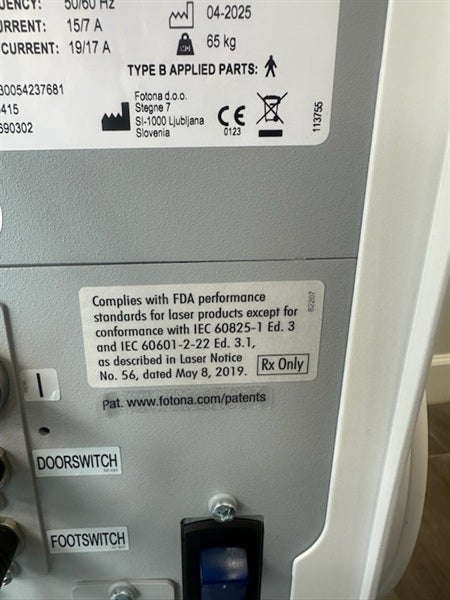 UENCY: 50/60 Hz
URRENT: 15/7 A
CURRENT: 19/17 A
04-2025
65 kg
TYPE B APPLIED PARTS:
30054237681
415
690302
Fotona d.o.o.
Stegne 7
SI-1000 Ljubljana
Slovenia
CE
0123
113755
Complies with FDA performance
standards for laser products except for
conformance with IEC 60825-1 Ed. 3
and IEC 60601-2-22 Ed. 3.1,
as described in Laser Notice
No. 56, dated May 8, 2019.
Rx Only
82207
Pat. www.fotona.com/patents
I
DOORSWITCH
FOOTSWITCH